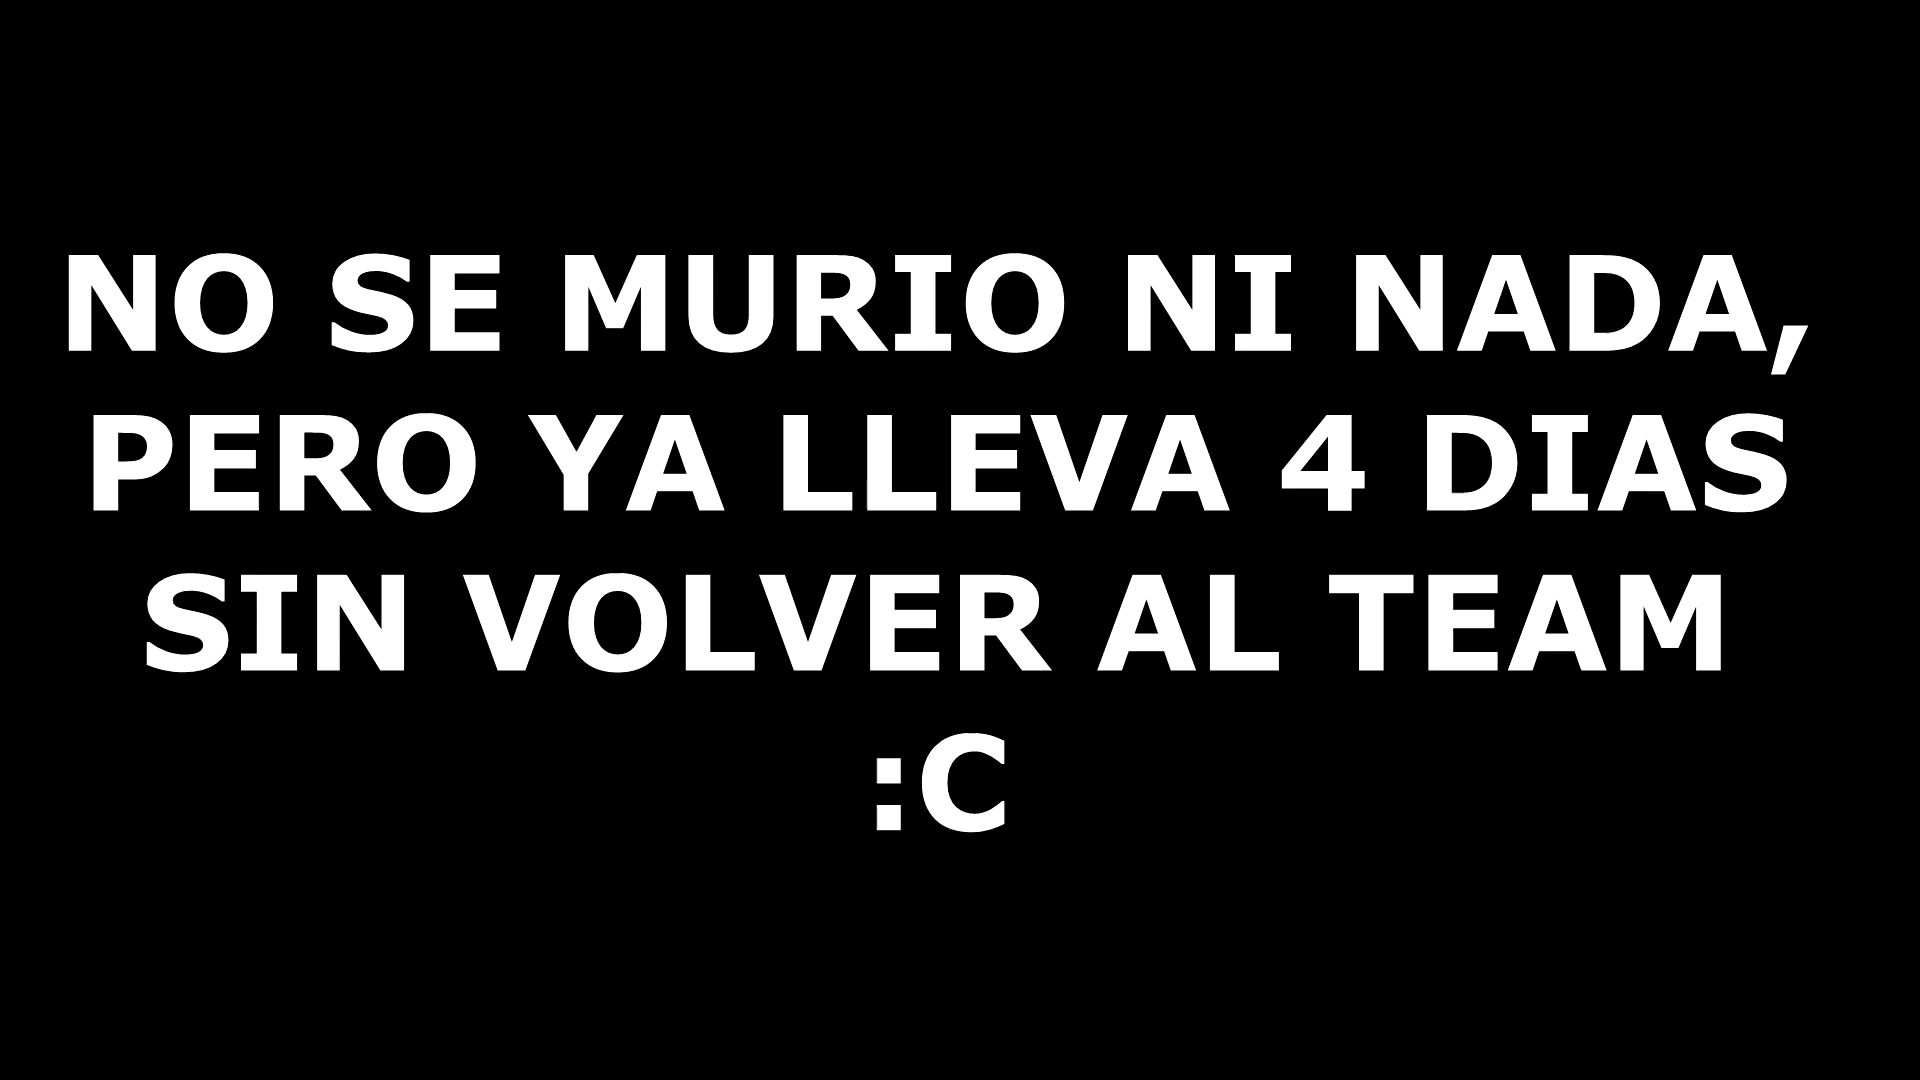 NO SE MURIO NI NADA,
PERO YA LLEVA 4 DIAS
SIN VOLVER AL TEAM
:C